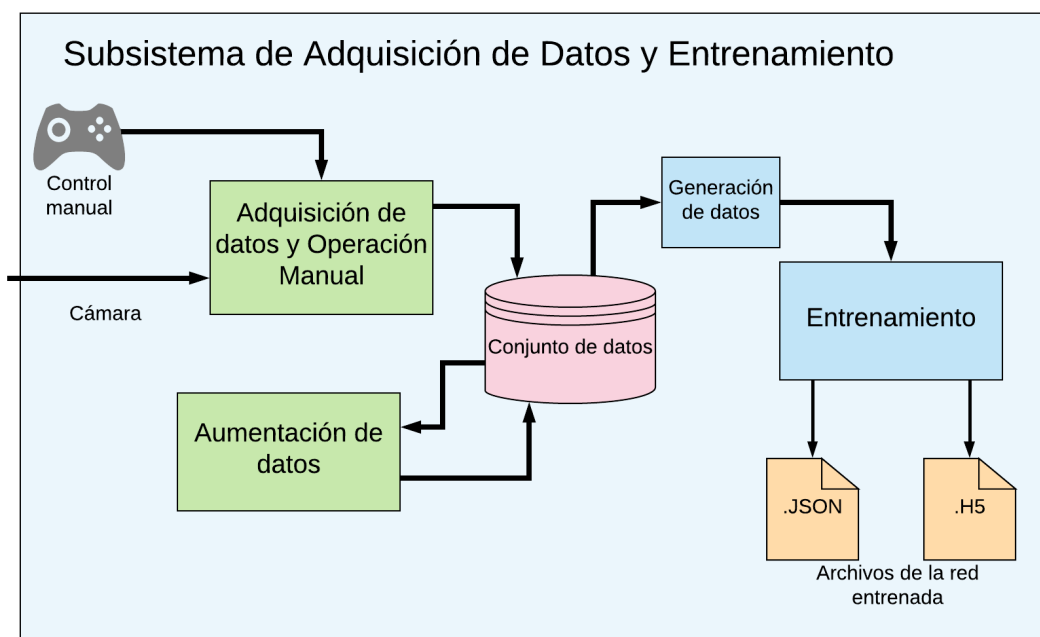 Subsistema de Adquisición de Datos y Entrenamiento
Control
manual
Adquisición de
datos y Operación
Manual
Cámara
Generación
de datos
Conjunto de datos
Entrenamiento
Aumentación de
datos
.JSON
.H5
Archivos de la red
entrenada